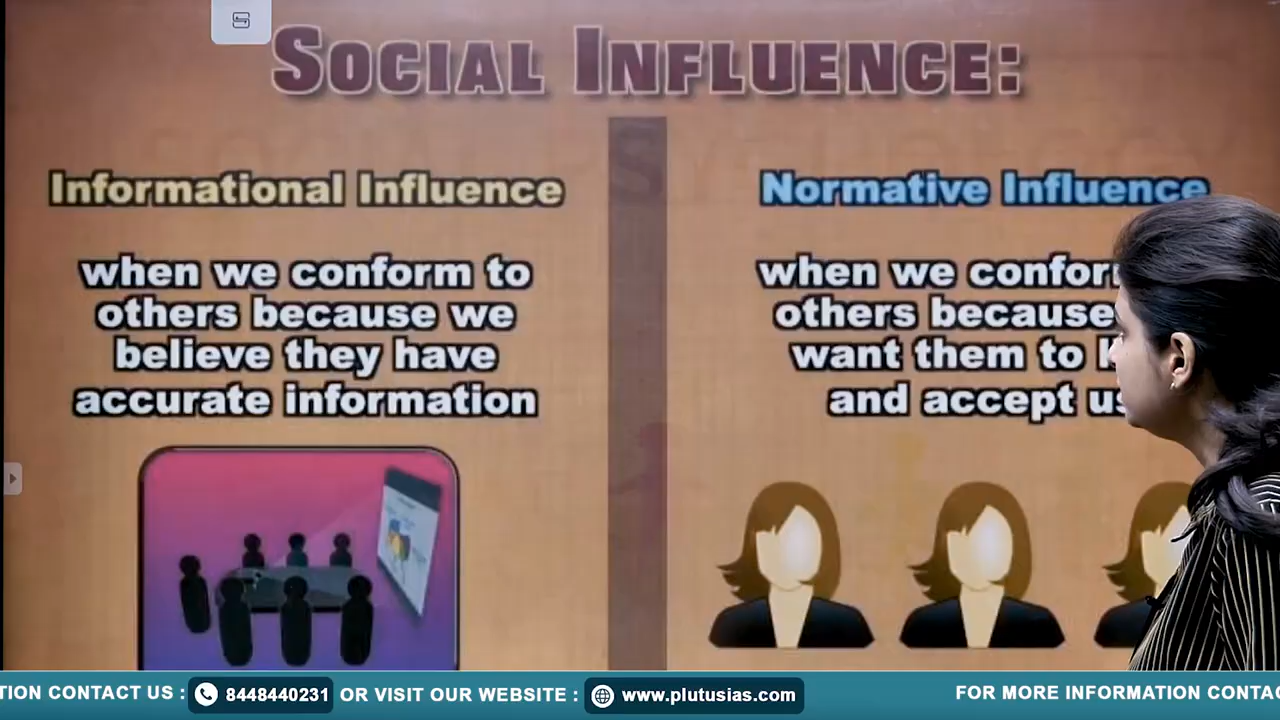 SOCIAL INFLUENCE:
Informational Influence
when we conform to
others because we
believe they have
accurate information
Normative Influence
when we
others because
want them to
and accept us
TION CONTACT US : 8448440231 OR VISIT OUR WEBSITE : www.plutusias.com FOR MORE INFORMATION CONTAC